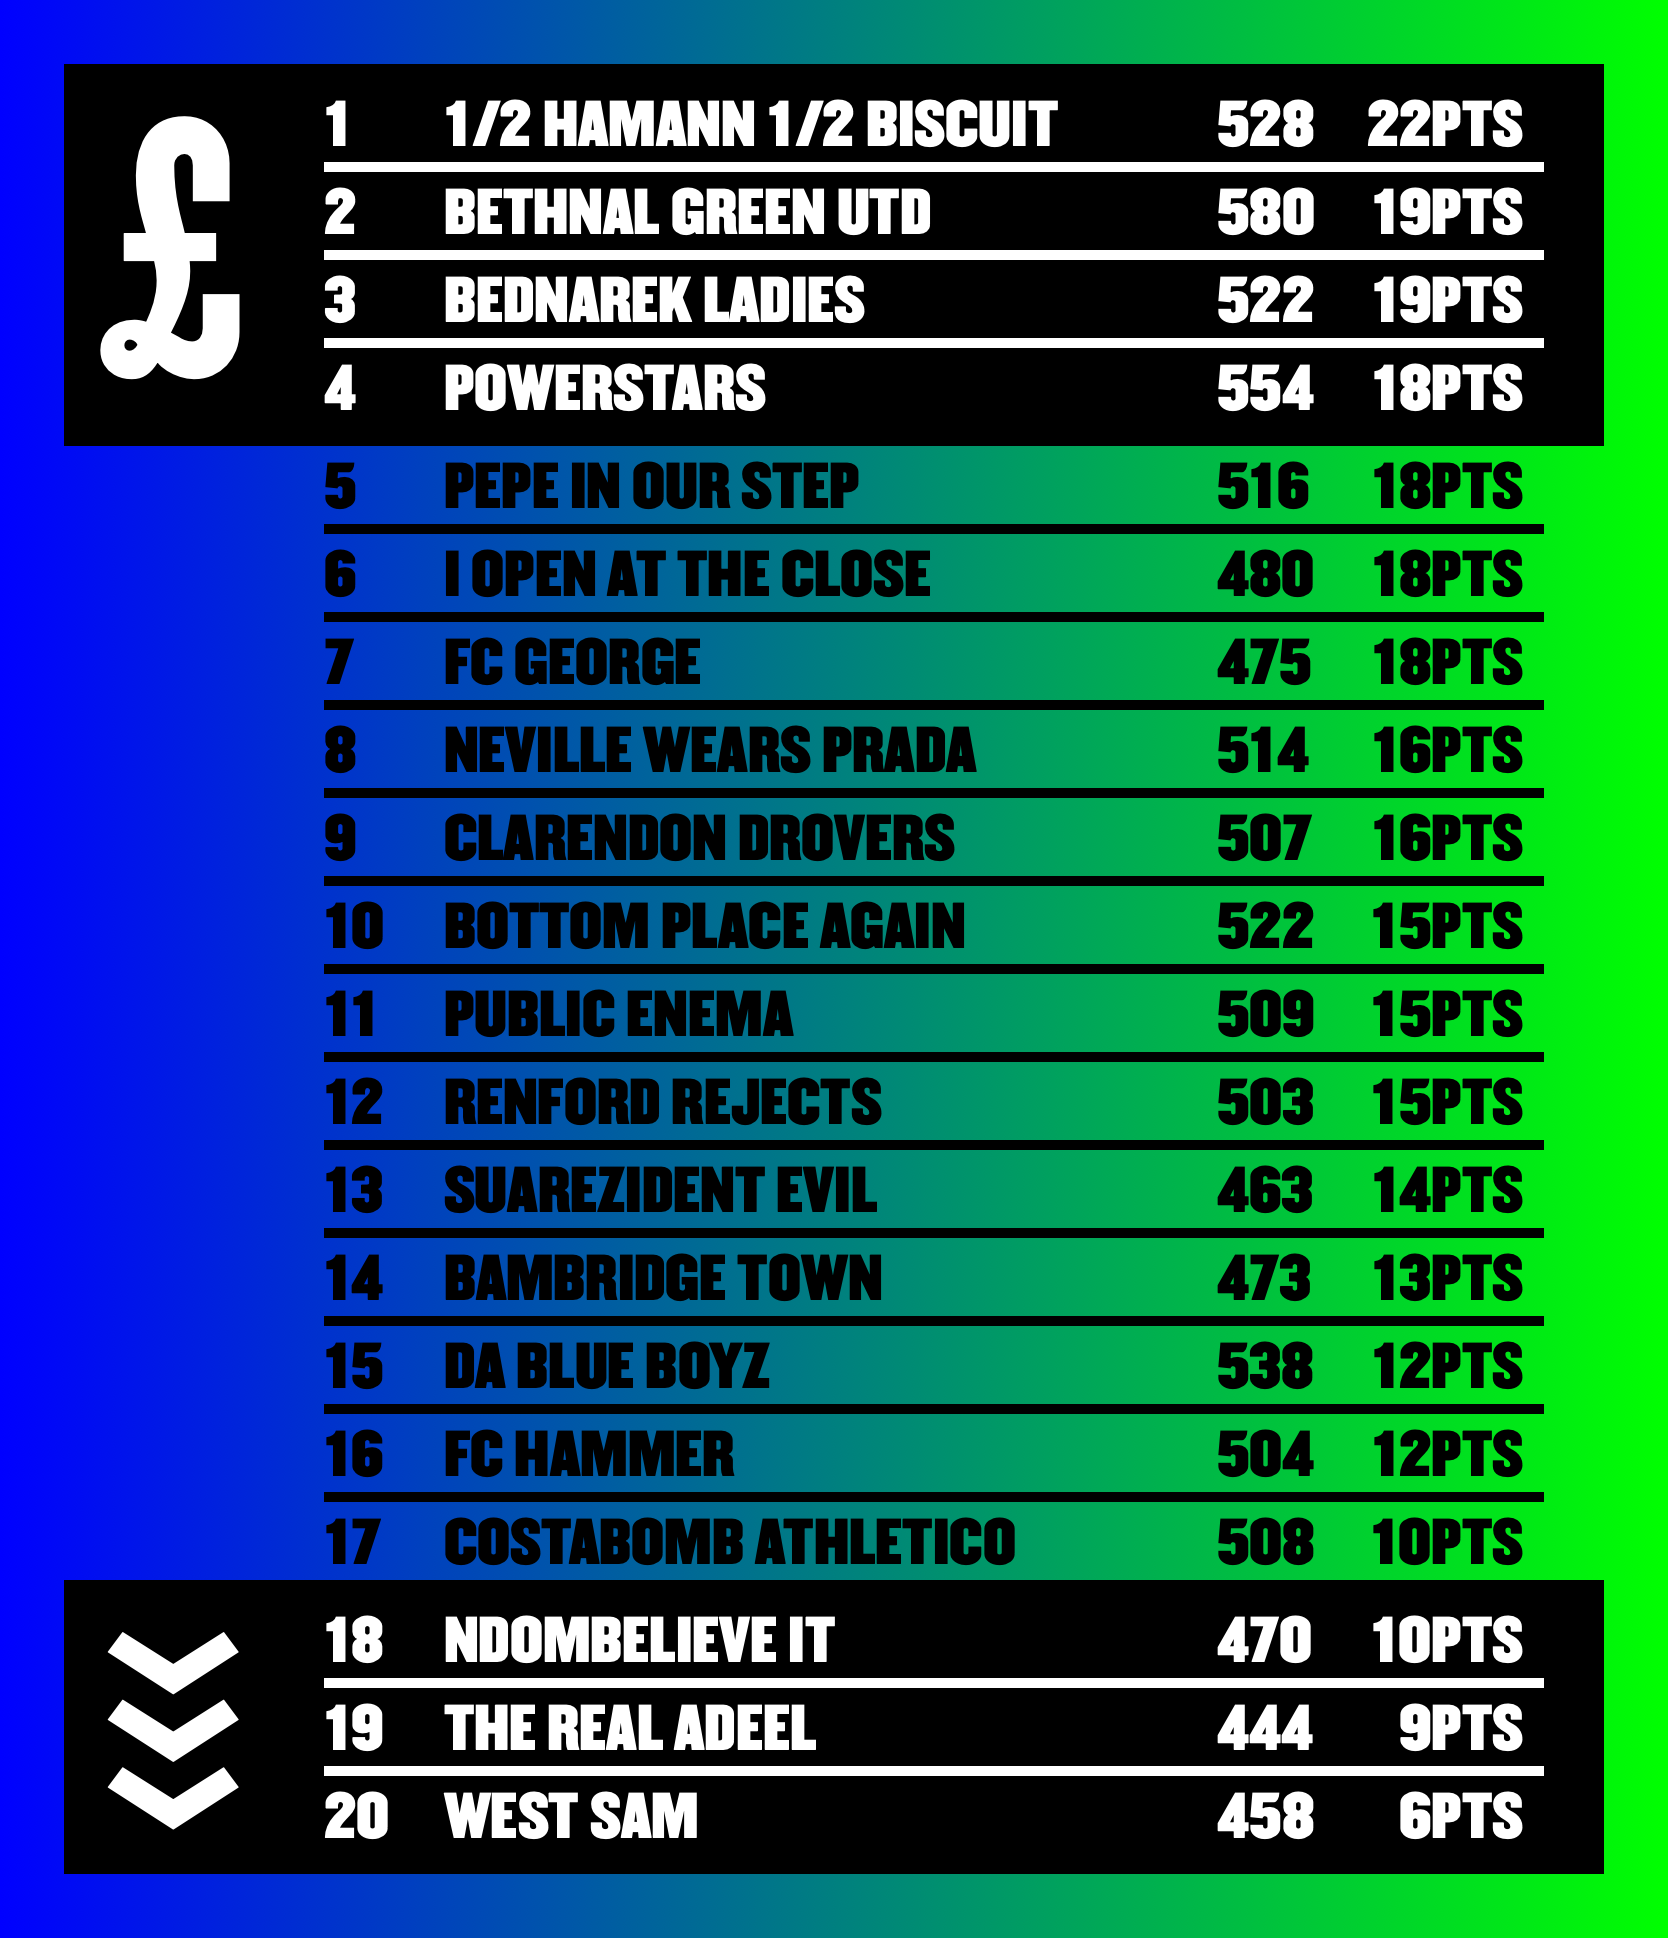 £
1 1/2 HAMANN 1/2 BISCUIT 528 22PTS
2 BETHNAL GREEN UTD 580 19PTS
3 BEDNAREK LADIES 522 19PTS
4 POWERSTARS 554 18PTS
5 PEPE IN OUR STEP 516 18PTS
6 I OPEN AT THE CLOSE 480 18PTS
7 FC GEORGE 475 18PTS
8 NEVILLE WEARS PRADA 514 16PTS
9 CLARENDON DROVERS 507 16PTS
10 BOTTOM PLACE AGAIN 522 15PTS
11 PUBLIC ENEMA 509 15PTS
12 RENFORD REJECTS 503 15PTS
13 SUAREZIDENT EVIL 463 14PTS
14 BAMBRIDGE TOWN 473 13PTS
15 DA BLUE BOYZ 538 12PTS
16 FC HAMMER 504 12PTS
17 COSTABOMB ATHLETICO 508 10PTS
18 NDOMBELIEVE IT 470 10PTS
19 THE REAL ADEEL 444 9PTS
20 WEST SAM 458 6PTS